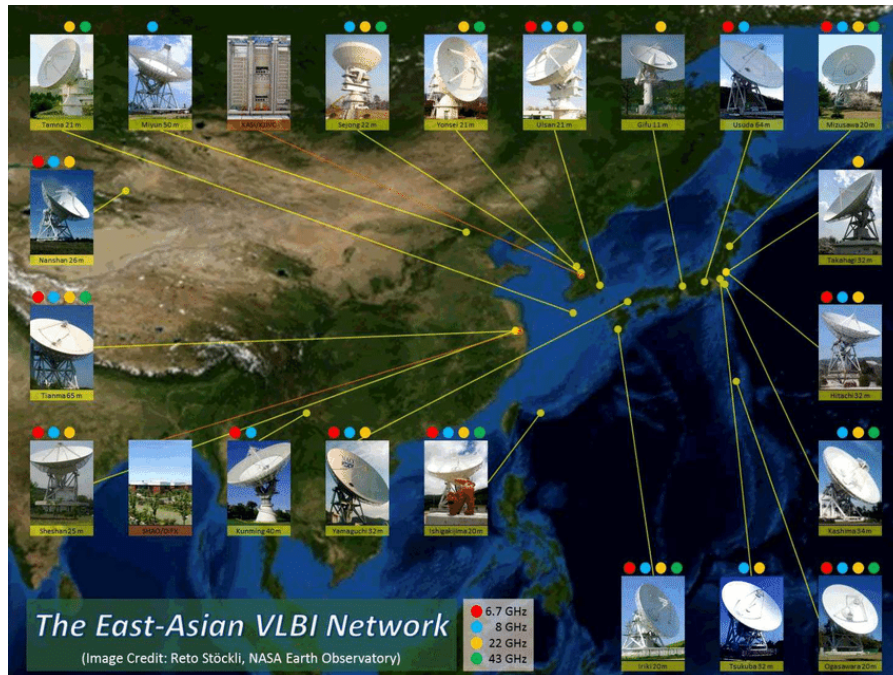 Tamna 21 m
Miyun 50 m
KASI/KJJVC
Sejong 22 m
Yonsei 21 m
Ulsan 21 m
Gifu 11 m
Usuda 64 m
Mizusawa 20 m
Nanshan 26 m
Takahagi 32 m
Tianma 65 m
Hitachi 32 m
Sheshan 25 m
SHAO/DiFX
Kunming 40 m
Yamaguchi 32 m
Ishigakijima 20 m
Kashima 34 m
Iriki 20 m
Tsukuba 32 m
Ogasawara 20 m
The East-Asian VLBI Network
(Image Credit: Reto Stöckli, NASA Earth Observatory)
6.7 GHz
8 GHz
22 GHz
43 GHz